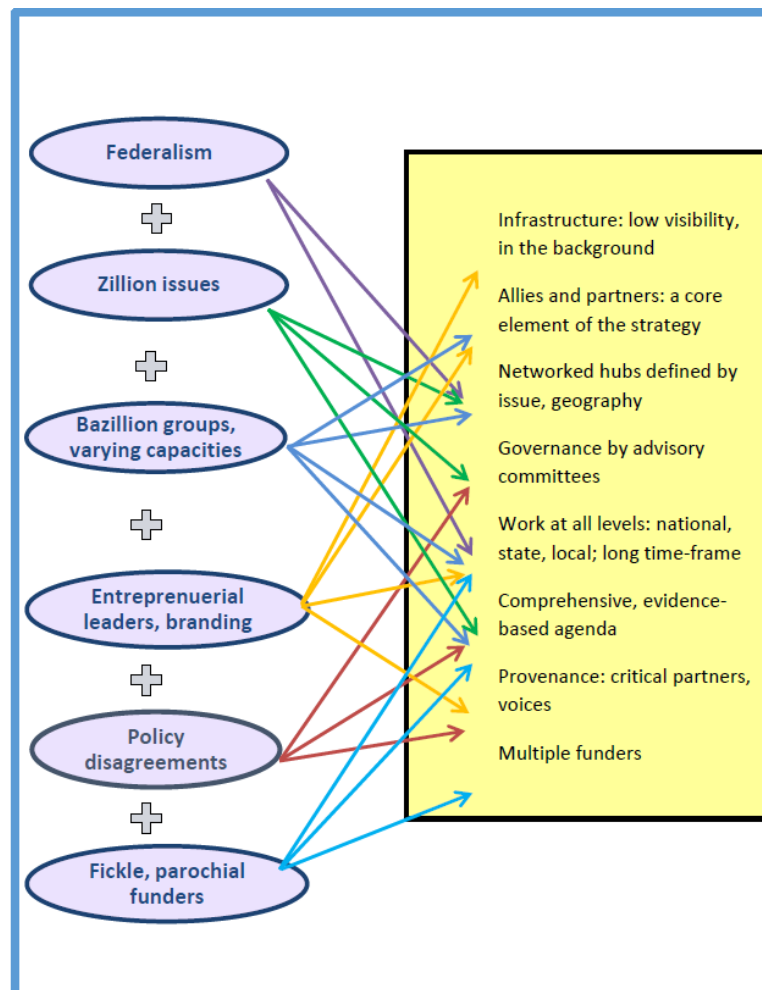 Federalism
Zillion issues
Bazillion groups,
varying capacities
Entreprenuerial
leaders, branding
Policy
disagreements
Fickle, parochial
funders
Infrastructure: low visibility,
in the background
Allies and partners: a core
element of the strategy
Networked hubs defined by
issue, geography
Governance by advisory
committees
Work at all levels: national,
state, local; long time-frame
Comprehensive, evidence-
based agenda
Provenance: critical partners,
voices
Multiple funders